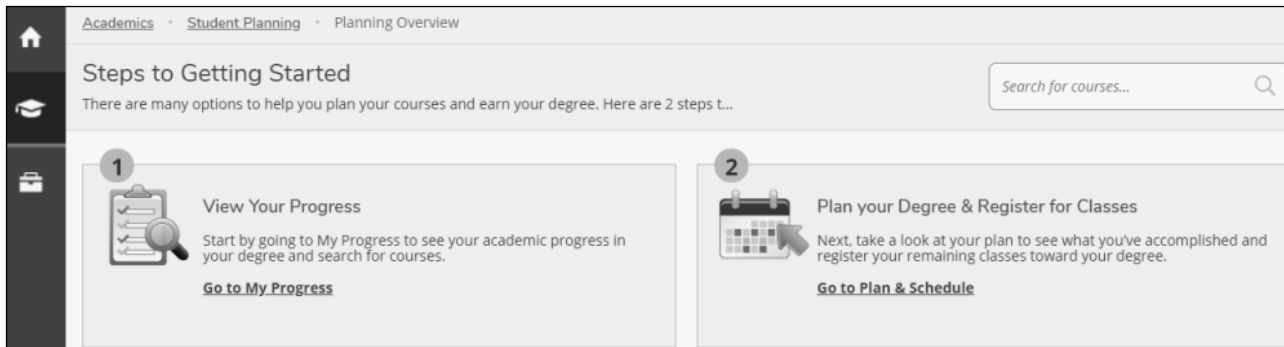 Academics · Student Planning · Planning Overview
Steps to Getting Started
There are many options to help you plan your courses and earn your degree. Here are 2 steps t...
Search for courses...
1
View Your Progress
Start by going to My Progress to see your academic progress in
your degree and search for courses.
Go to My Progress
2
Plan your Degree & Register for Classes
Next, take a look at your plan to see what you've accomplished and
register your remaining classes toward your degree.
Go to Plan & Schedule